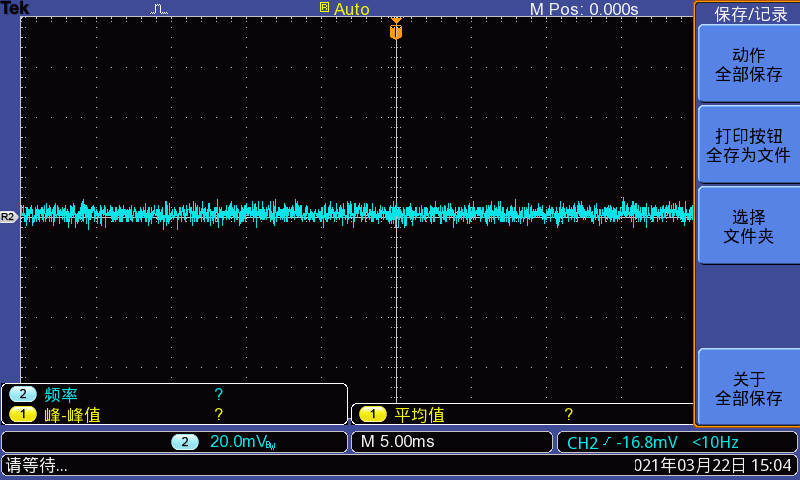 Tek
R Auto
M Pos: 0.000s
保存/记录
动作
全部保存
打印按钮
全存为文件
选择
文件夹
关于
全部保存
T
R2
2 频率 ?
1 峰-峰值 ?
1 平均值 ?
2 20.0mVBW
M 5.00ms
CH2 -16.8mV <10Hz
请等待...
021年03月22日 15:04